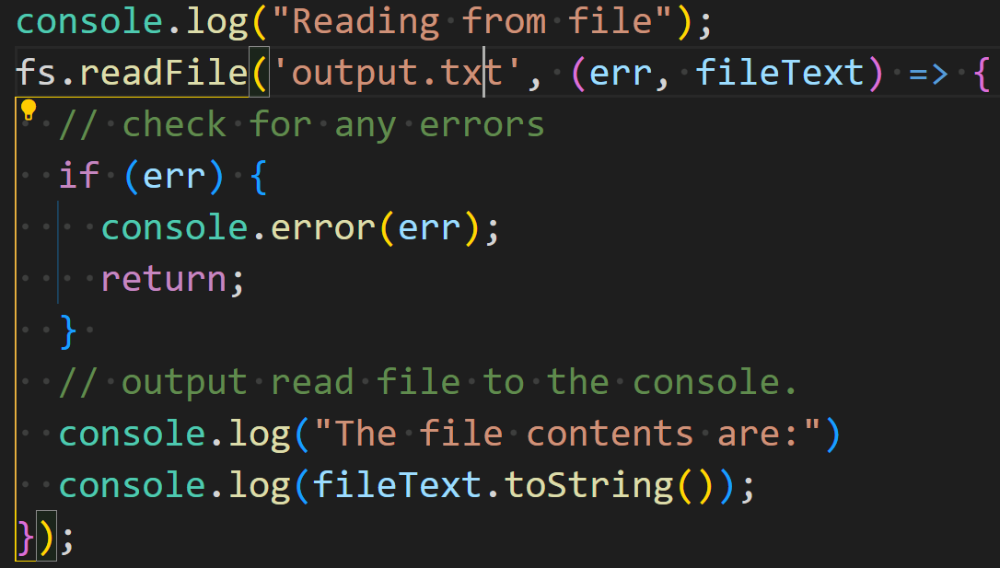 console.log("Reading from file");
fs.readFile('output.txt', (err, fileText) => {
  // check for any errors
  if (err) {
    console.error(err);
    return;
  }
  // output read file to the console.
  console.log("The file contents are:")
  console.log(fileText.toString());
});